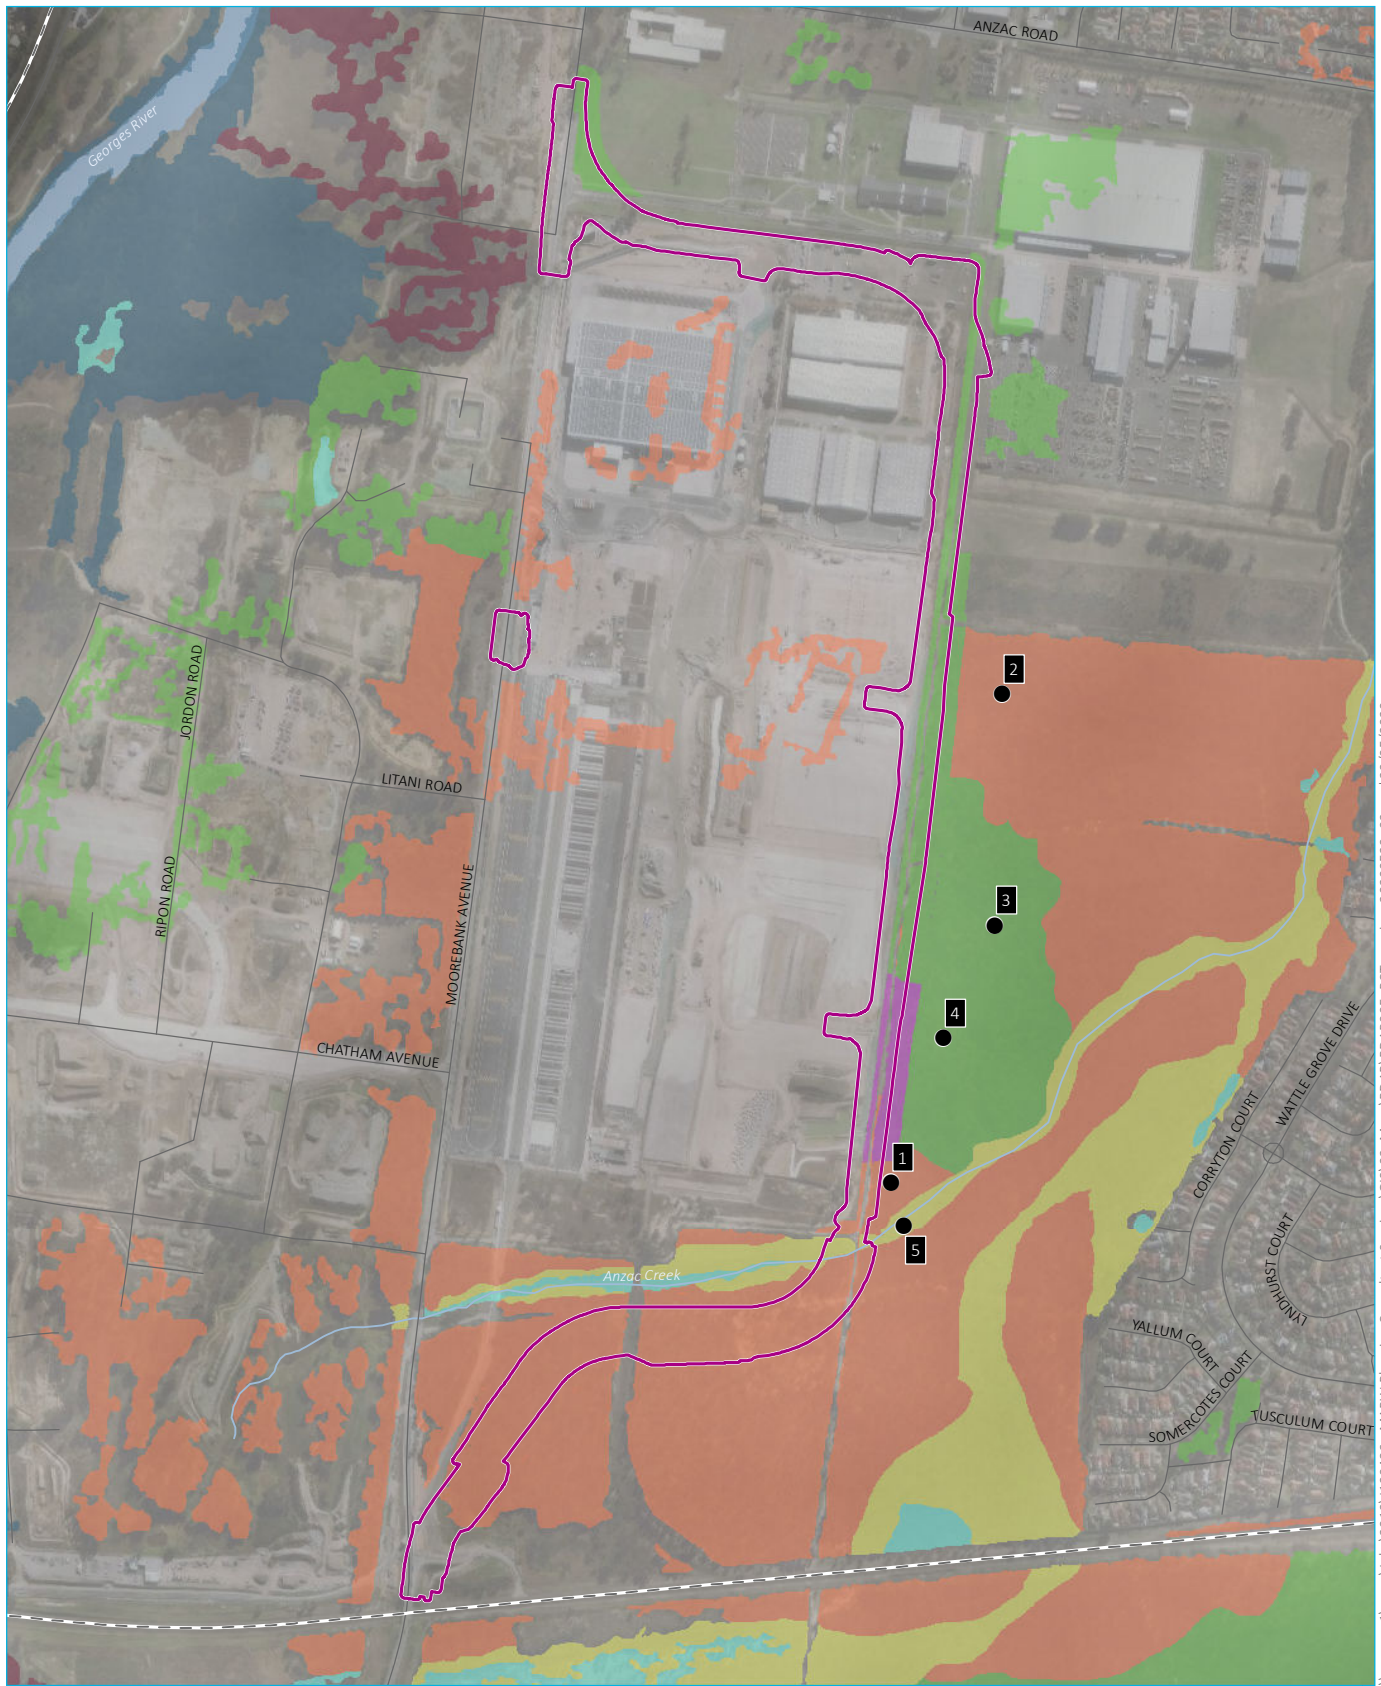 ANZAC ROAD
Georges River
2
JORDON ROAD
LITANI ROAD
RIPON ROAD
MOOREBANK AVENUE
3
4
CHATHAM AVENUE
WATTLE GROVE DRIVE
CORRYTON COURT
1
5
Anzac Creek
LYNDHURST COURT
YALLUM COURT
SOMERCOTES COURT
TUSCULUM COURT